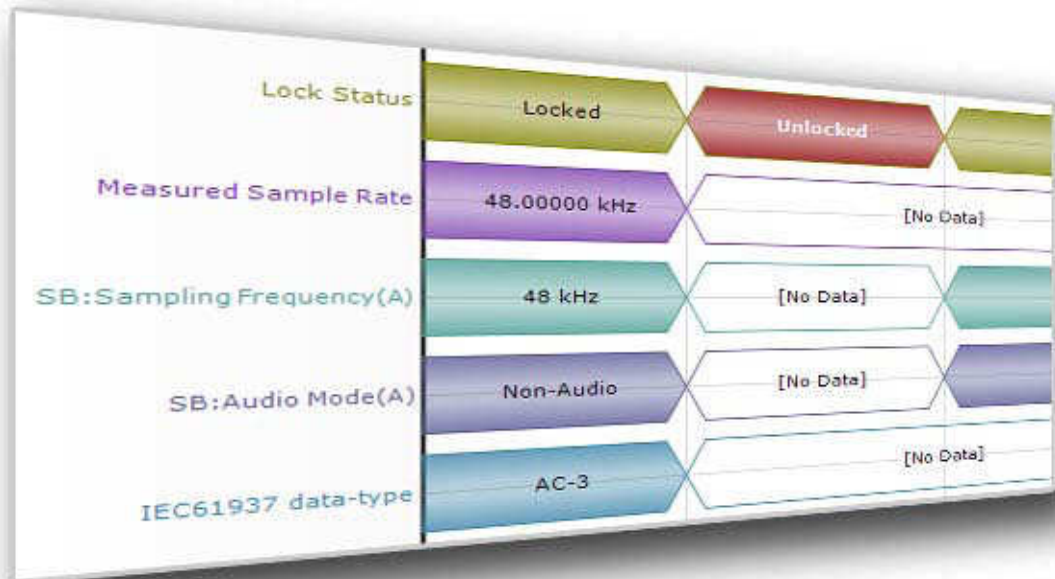 Lock Status Locked Unlocked
Measured Sample Rate 48.00000 kHz [No Data]
SB:Sampling Frequency(A) 48 kHz [No Data]
SB:Audio Mode(A) Non-Audio [No Data]
IEC61937 data-type AC-3 [No Data]